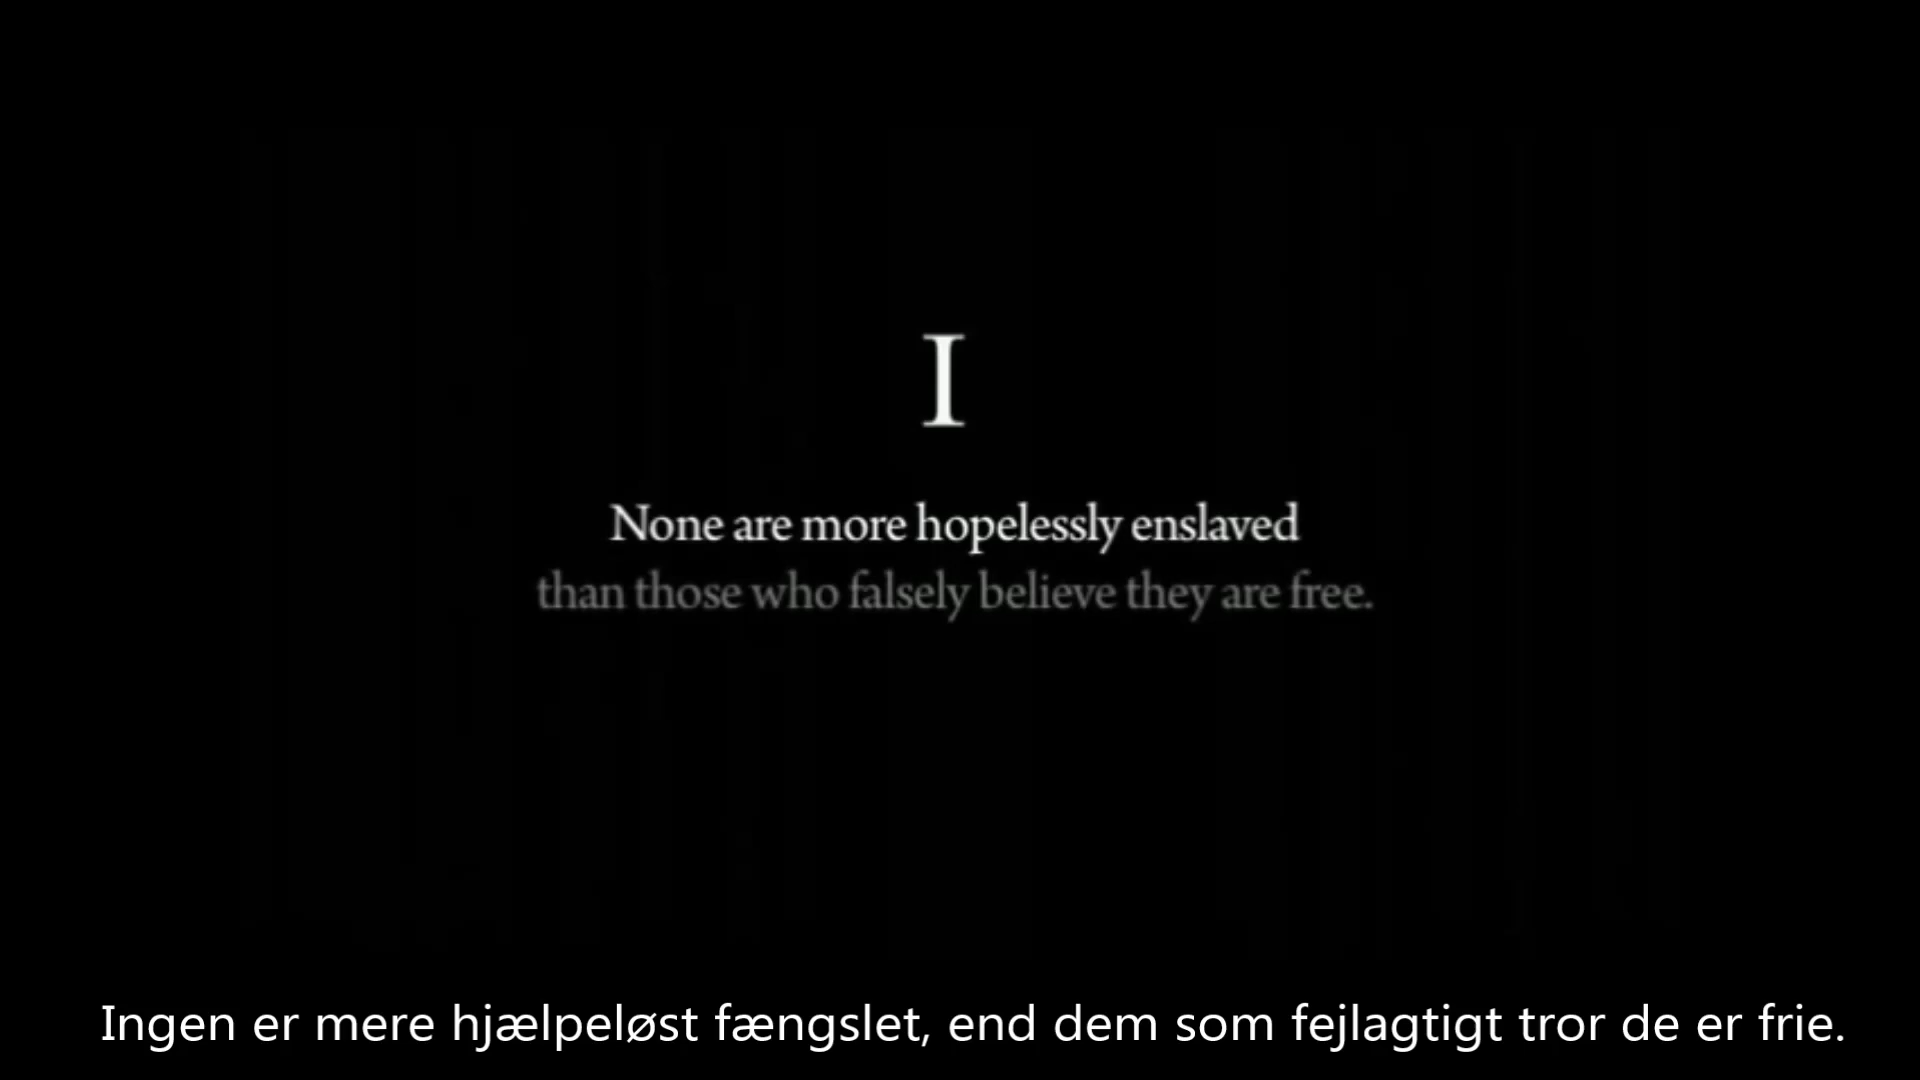 I
None are more hopelessly enslaved
than those who falsely believe they are free.
Ingen er mere hjælpeløst fængslet, end dem som fejlagtigt tror de er frie.